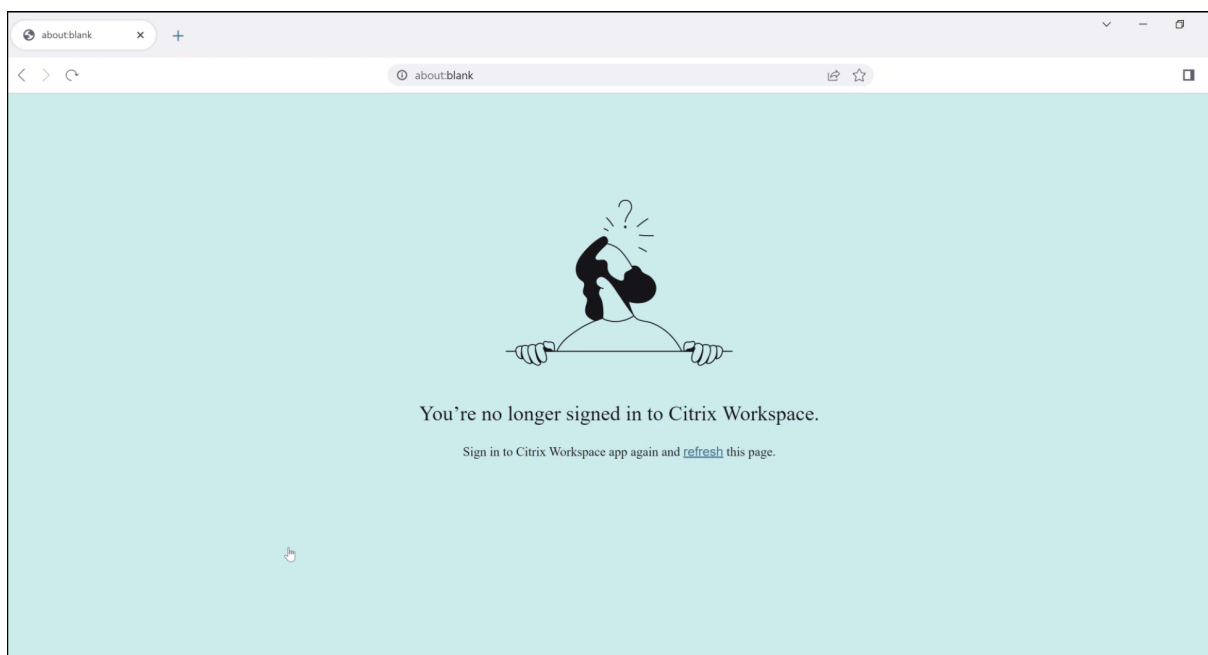 about:blank
about:blank
?
You’re no longer signed in to Citrix Workspace.
Sign in to Citrix Workspace app again and refresh this page.